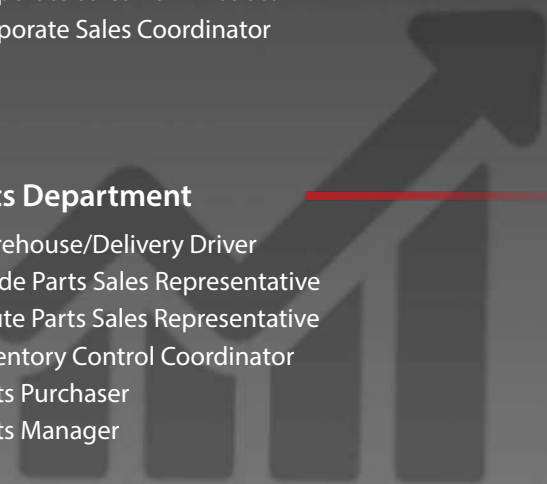 porate Sales Coordinator
ts Department
rehouse/Delivery Driver
de Parts Sales Representative
ute Parts Sales Representative
entory Control Coordinator
ts Purchaser
ts Manager